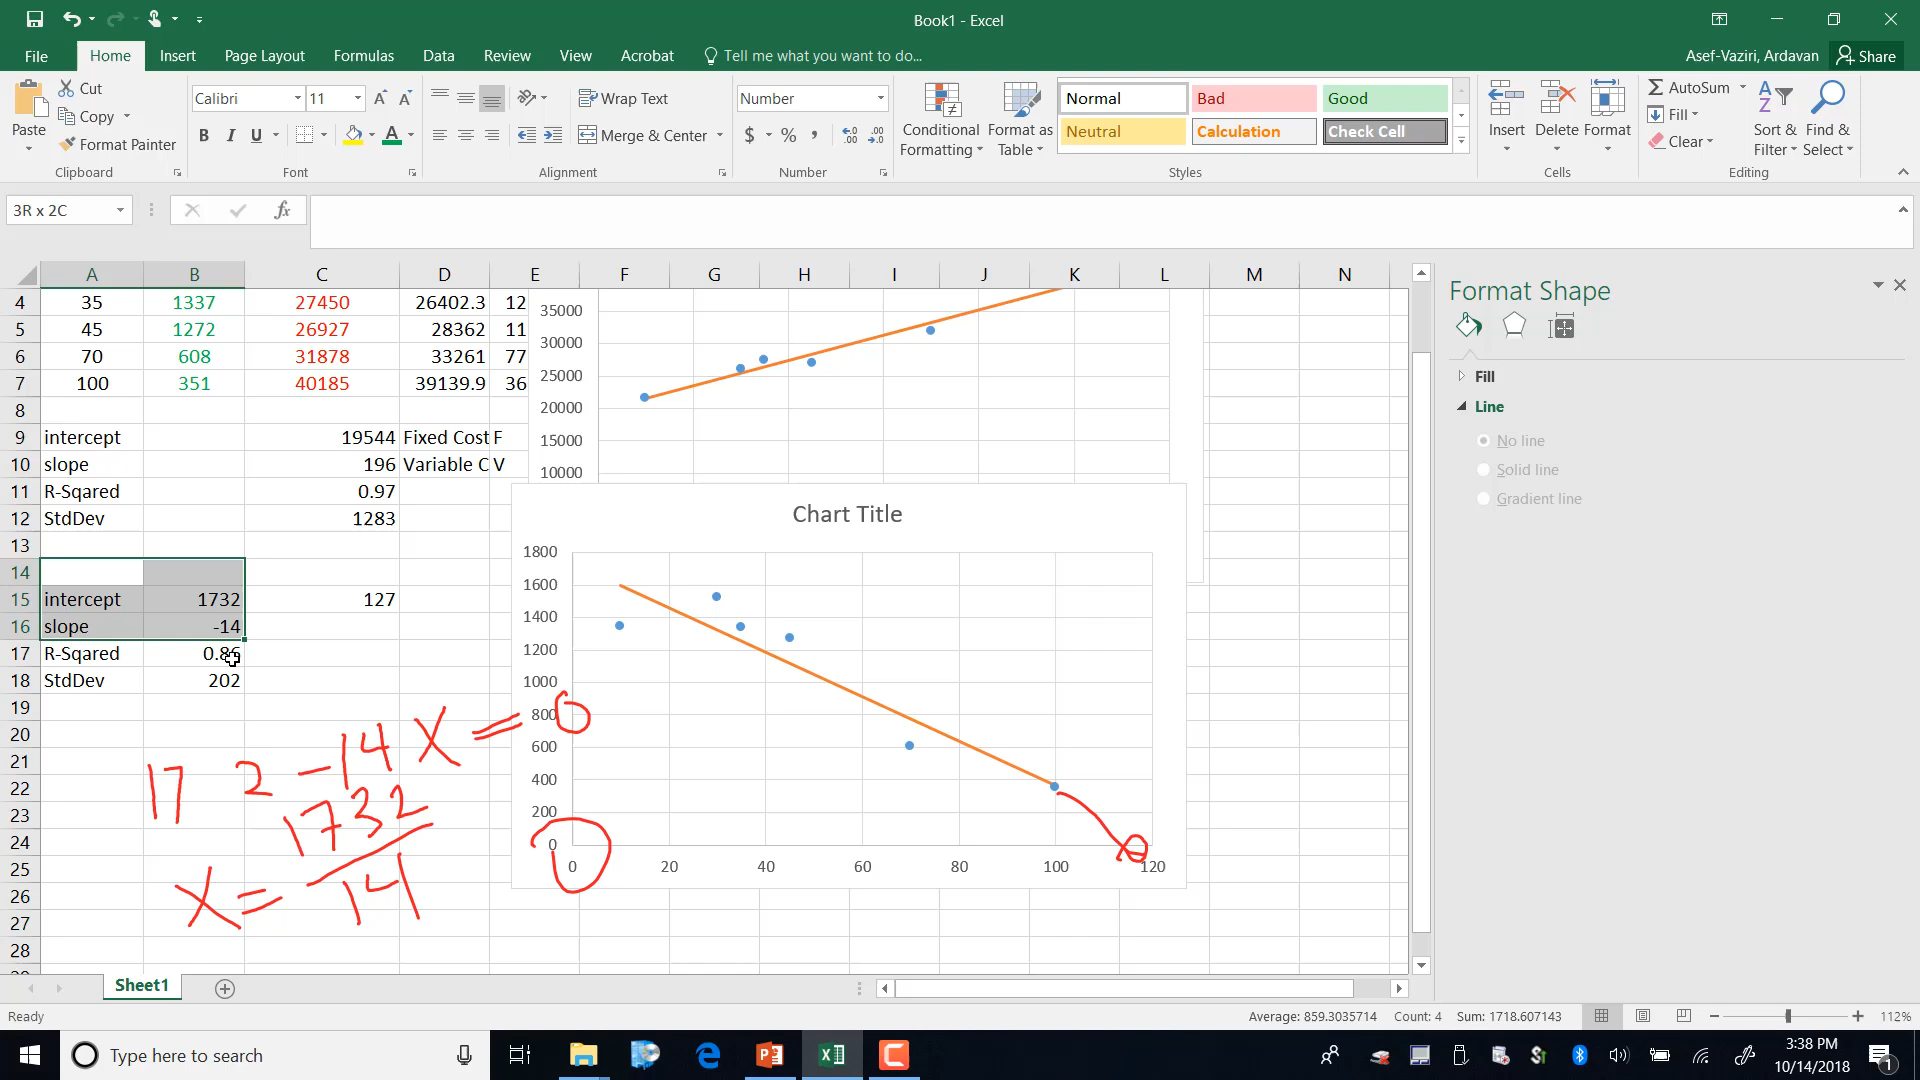 Book1 - Excel
File Home Insert Page Layout Formulas Data Review View Acrobat Tell me what you want to do... Asef-Vaziri, Ardavan Share
Paste
Cut
Copy
Format Painter
Clipboard
Calibri 11
B I U
Font
Wrap Text
Merge & Center
Alignment
Number
$ % ,
Number
Conditional Formatting
Format as Table
Normal Bad Good
Neutral Calculation Check Cell
Styles
Insert Delete Format
Cells
AutoSum
Fill
Clear
Sort & Filter
Find & Select
Editing
3R x 2C fx
A B C D E F G H I J K L M N
4 35 1337 27450 26402.3 12
5 45 1272 26927 28362 11
6 70 608 31878 33261 77
7 100 351 40185 39139.9 36
8
9 intercept 19544 Fixed Cost F
10 slope 196 Variable C V
11 R-Sqared 0.97
12 StdDev 1283
13
14
15 intercept 1732 127
16 slope -14
17 R-Sqared
18 StdDev 202
19
20
21
22
23
24
25
26
27
28
35000
30000
25000
20000
15000
10000
Chart Title
1800
1600
1400
1200
1000
800
600
400
200
0
0 20 40 60 80 100 120
17 2 -14 X = 0
1732
X = 14
Format Shape
Fill
Line
No line
Solid line
Gradient line
Sheet1
Ready Average: 859.3035714 Count: 4 Sum: 1718.607143 112%
Type here to search
3:38 PM
10/14/2018
1